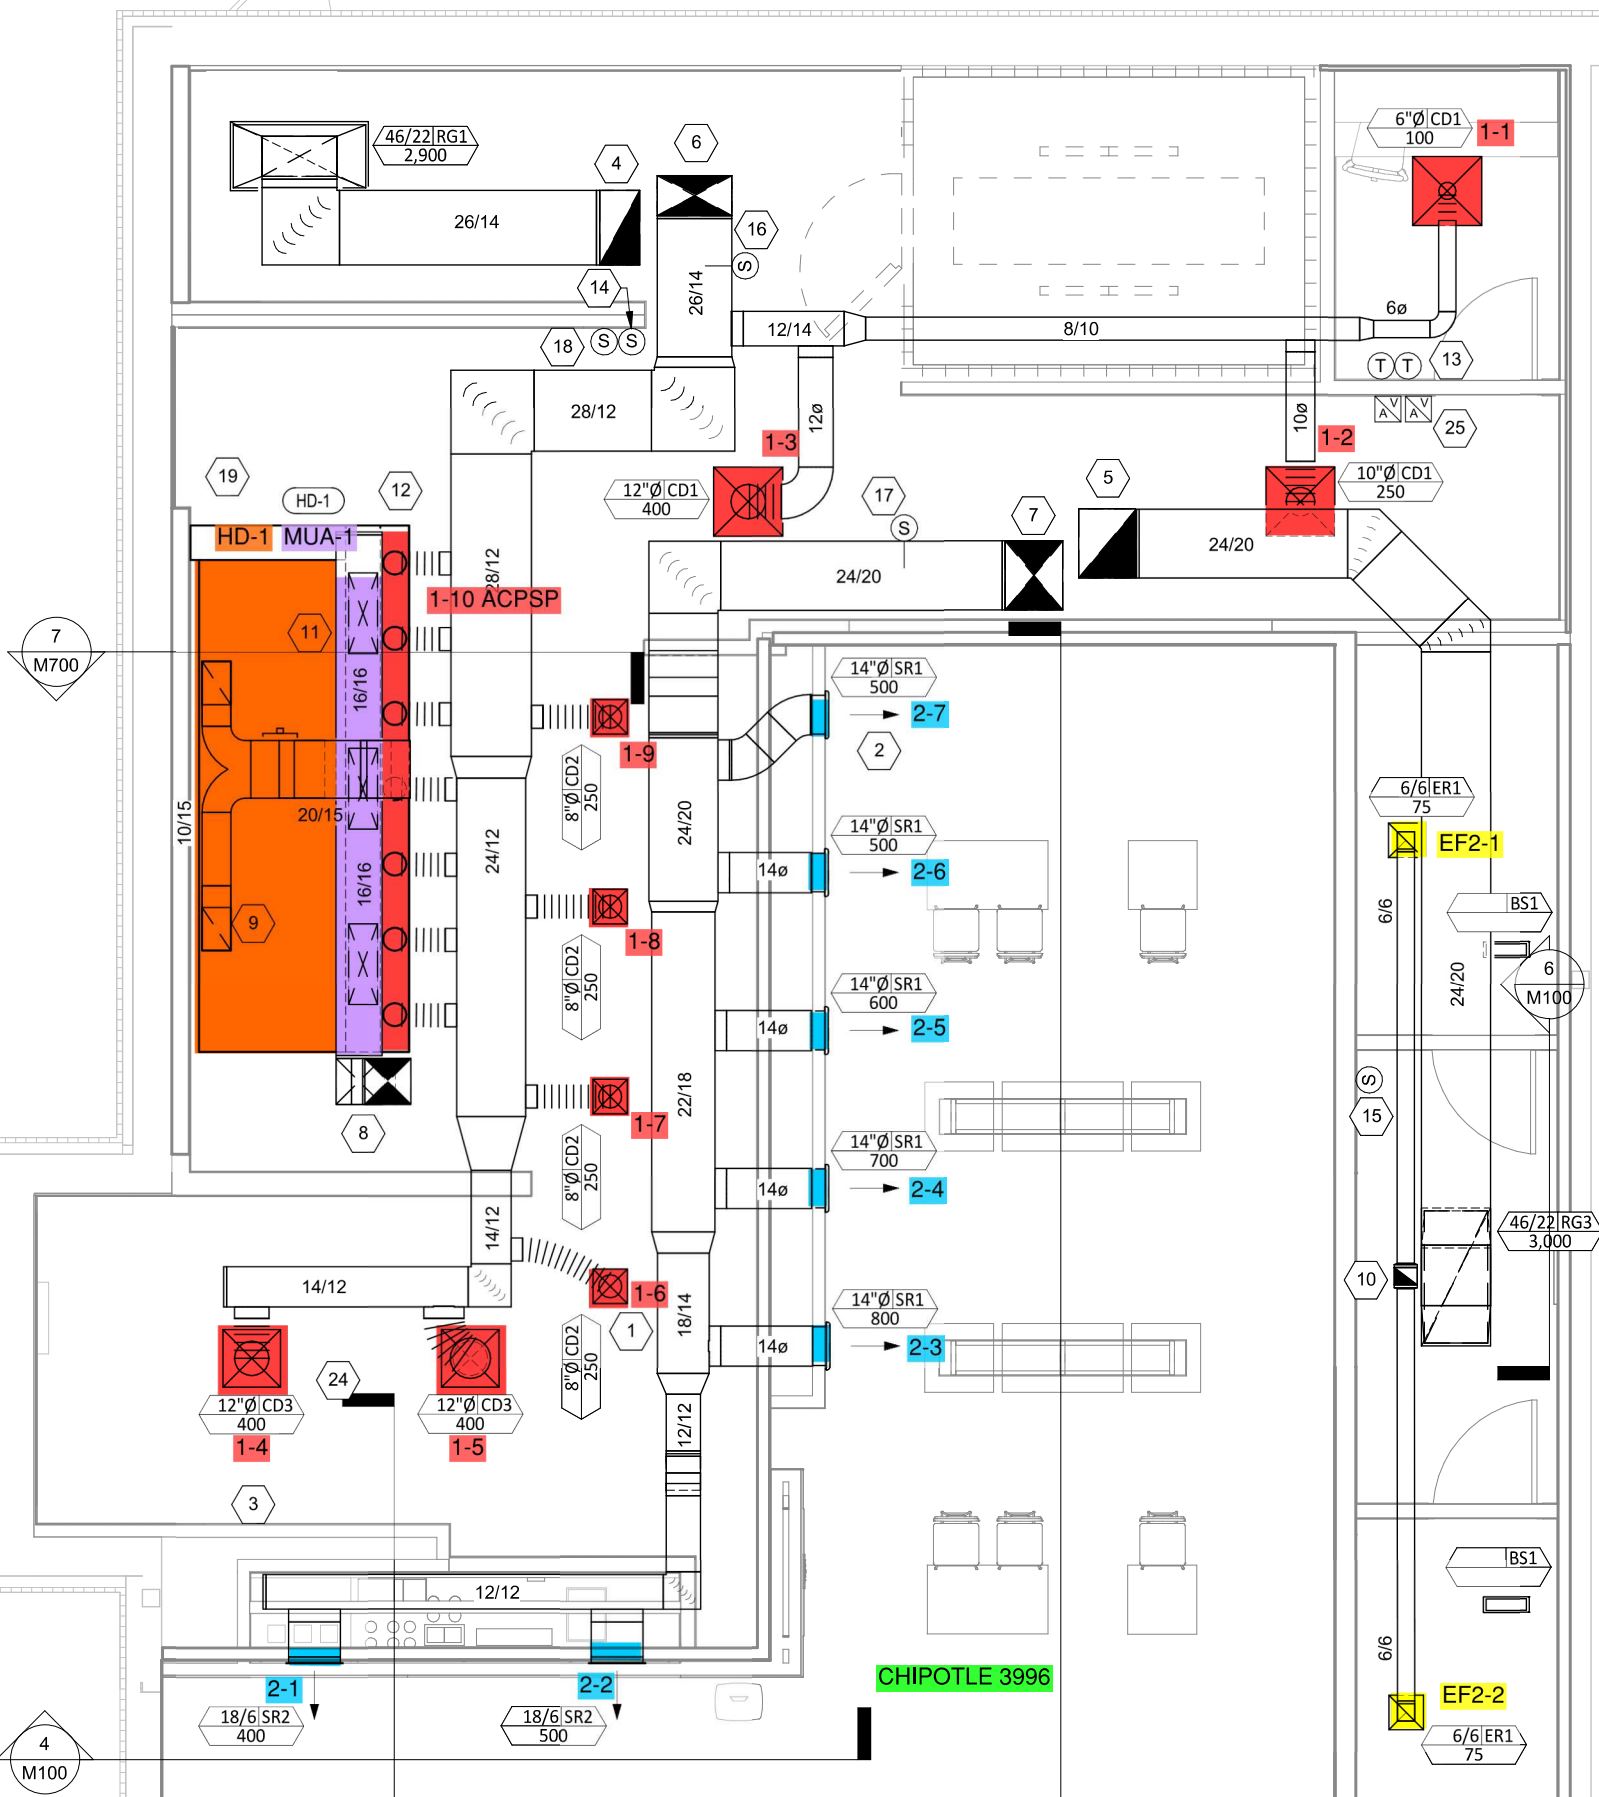 6"Ø CD1
100
1-1
46/22 RG1
2,900
4
6
26/14
16
S
14
26/14
12/14
8/10
6ø
18
S S
T T
13
28/12
12ø
10ø
V A
V A
25
1-3
1-2
19
12
HD-1
12"Ø CD1
400
17
S
5
10"Ø CD1
250
7
HD-1
MUA-1
28/12
24/20
24/20
1-10 ACPSP
11
7
M700
16/16
14"Ø SR1
500
2-7
1-9
2
8"Ø CD2
250
10/15
20/15
24/12
24/20
6/6 ER1
75
EF2-1
14"Ø SR1
500
2-6
14ø
16/16
9
1-8
6/6
BS1
8"Ø CD2
250
14"Ø SR1
600
2-5
14ø
24/20
6
M100
22/18
S
15
8
1-7
8"Ø CD2
250
14"Ø SR1
700
2-4
14ø
14/12
46/22 RG3
3,000
14/12
10
1-6
18/14
14"Ø SR1
800
2-3
14ø
1
8"Ø CD2
250
24
12"Ø CD3
400
1-4
12"Ø CD3
400
1-5
12/12
3
BS1
12/12
6/6
CHIPOTLE 3996
2-1
2-2
EF2-2
18/6 SR2
400
18/6 SR2
500
6/6 ER1
75
4
M100